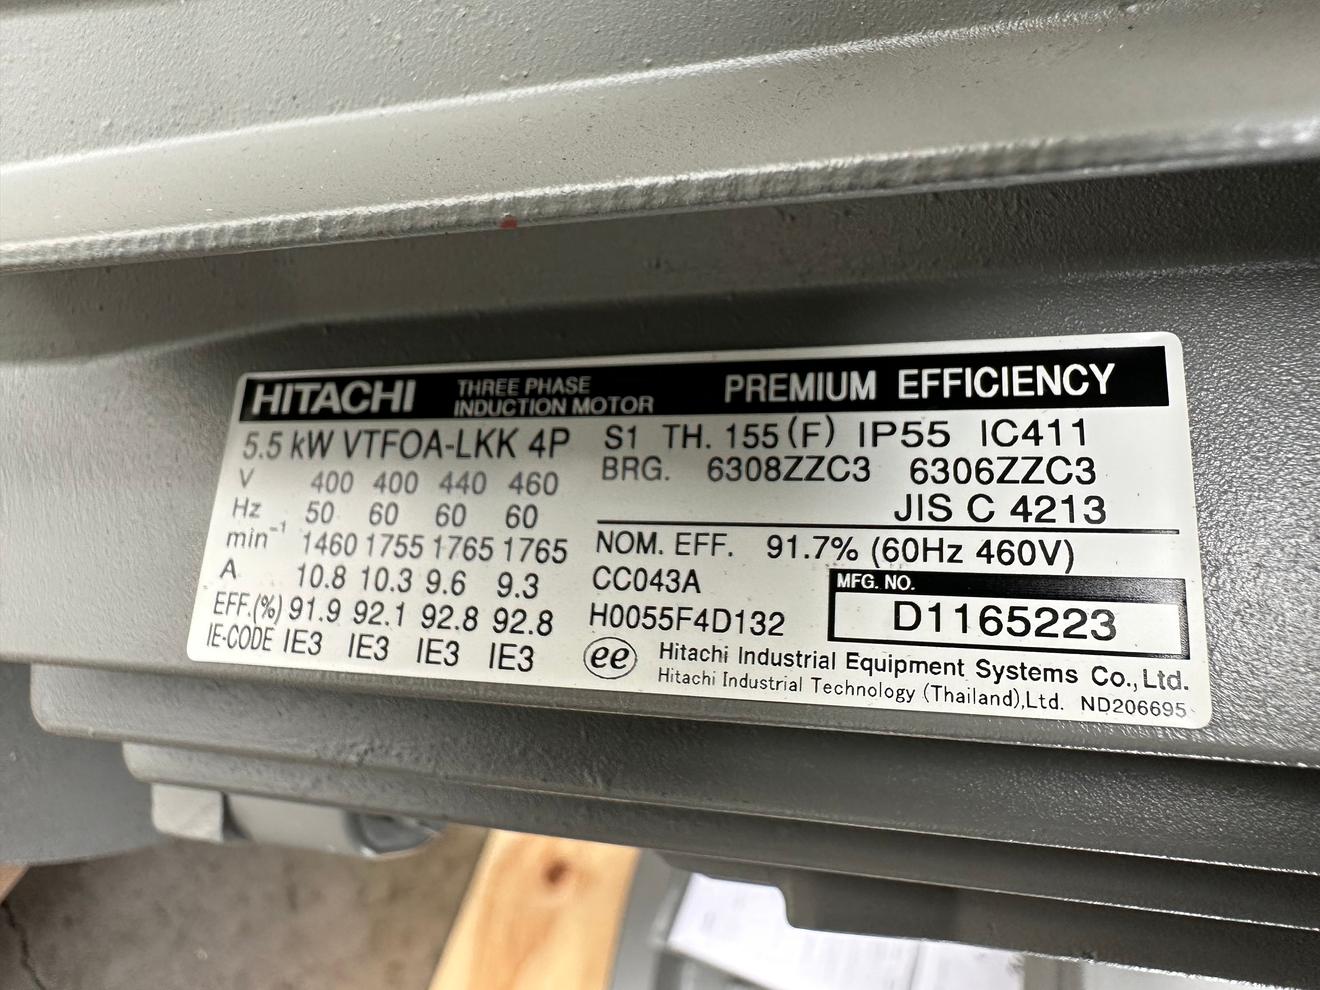 HITACHI THREE PHASE INDUCTION MOTOR PREMIUM EFFICIENCY
5.5 kW VTFOA-LKK 4P S1 TH. 155 (F) IP55 IC411
BRG. 6308ZZC3 6306ZZC3
JIS C 4213
V 400 400 440 460
Hz 50 60 60 60
min⁻¹ 1460 1755 1765 1765
A 10.8 10.3 9.6 9.3
EFF.(%) 91.9 92.1 92.8 92.8
IE-CODE IE3 IE3 IE3 IE3
NOM. EFF. 91.7% (60Hz 460V)
CC043A
H0055F4D132
MFG. NO.
D1165223
ee Hitachi Industrial Equipment Systems Co.,Ltd.
Hitachi Industrial Technology (Thailand),Ltd. ND206695